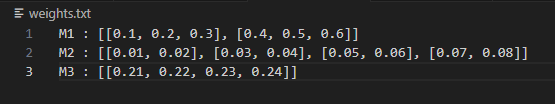 weights.txt
1 M1 : [[0.1, 0.2, 0.3], [0.4, 0.5, 0.6]]
2 M2 : [[0.01, 0.02], [0.03, 0.04], [0.05, 0.06], [0.07, 0.08]]
3 M3 : [[0.21, 0.22, 0.23, 0.24]]